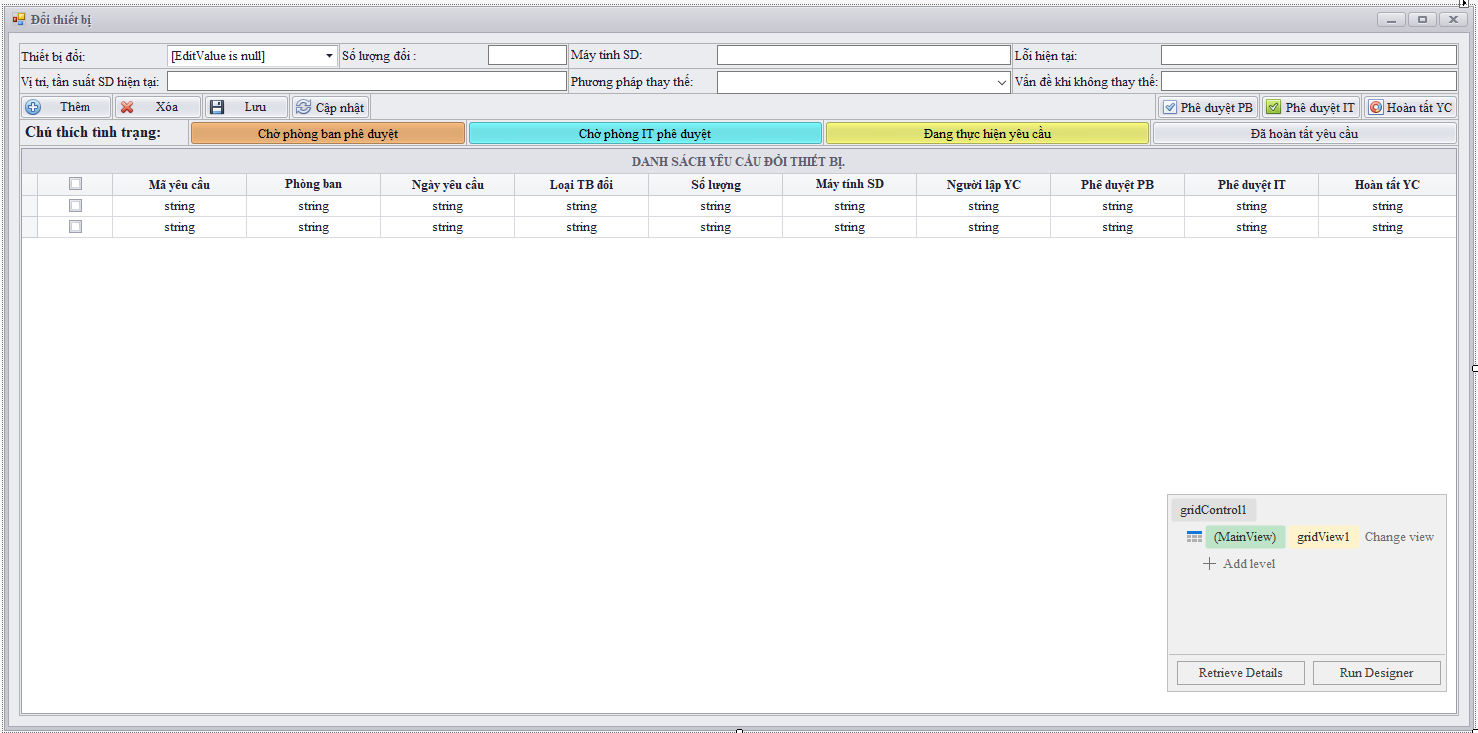 Đổi thiết bị
Thiết bị đổi: [EditValue is null] Số lượng đổi : Máy tính SD: Lỗi hiện tại:
Vị trí, tần suất SD hiện tại: Phương pháp thay thế: Vấn đề khi không thay thế:
Thêm Xóa Lưu Cập nhật Phê duyệt PB Phê duyệt IT Hoàn tất YC
Chú thích tình trạng: Chờ phòng ban phê duyệt Chờ phòng IT phê duyệt Đang thực hiện yêu cầu Đã hoàn tất yêu cầu
DANH SÁCH YÊU CẦU ĐỔI THIẾT BỊ.
Mã yêu cầu Phòng ban Ngày yêu cầu Loại TB đổi Số lượng Máy tính SD Người lập YC Phê duyệt PB Phê duyệt IT Hoàn tất YC
string string string string string string string string string string
string string string string string string string string string string
gridControl1
(MainView) gridView1 Change view
Add level
Retrieve Details Run Designer